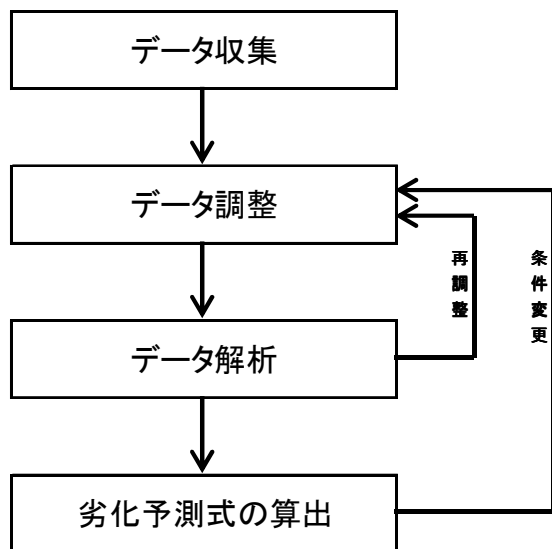 データ収集
データ調整
再調整
条件変更
データ解析
劣化予測式の算出